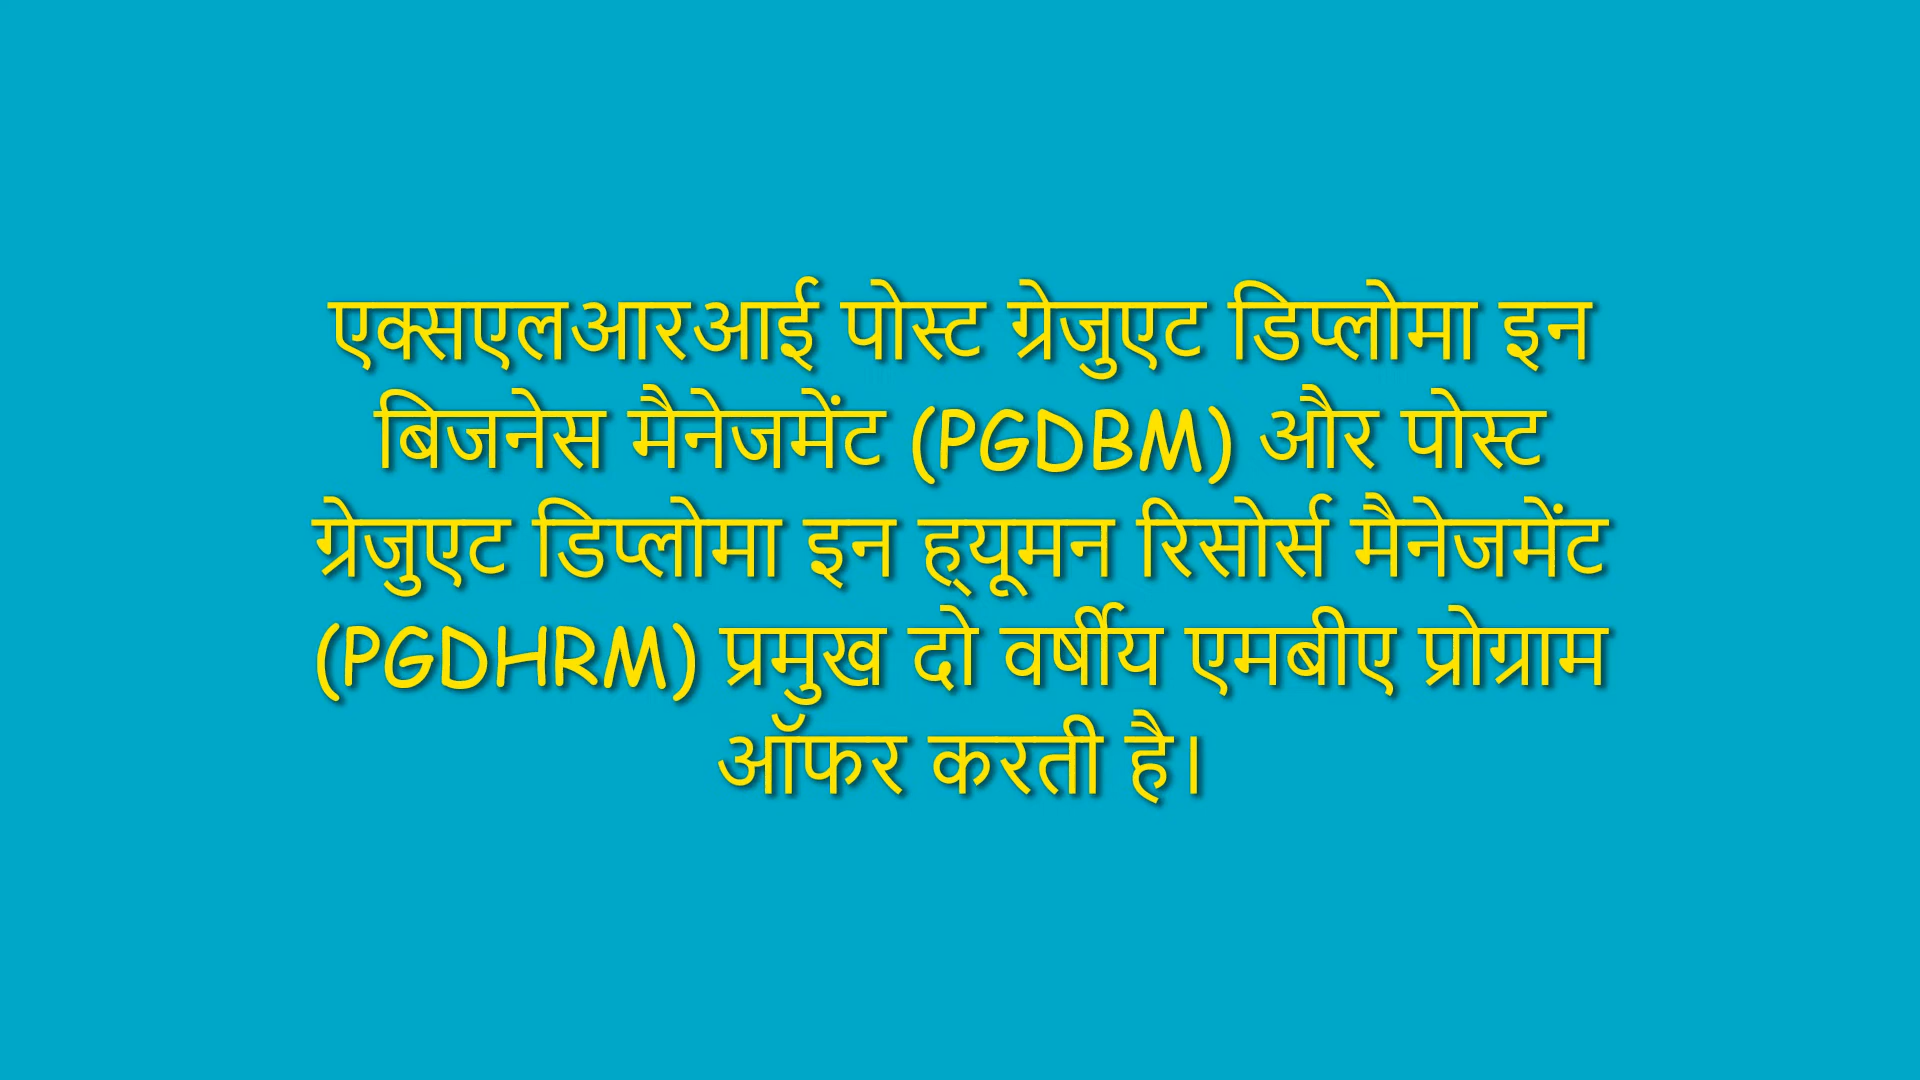 एक्सएलआरआई पोस्ट ग्रेजुएट डिप्लोमा इन
बिजनेस मैनेजमेंट (PGDBM) और पोस्ट
ग्रेजुएट डिप्लोमा इन ह्यूमन रिसोर्स मैनेजमेंट
(PGDHRM) प्रमुख दो वर्षीय एमबीए प्रोग्राम
ऑफर करती है।